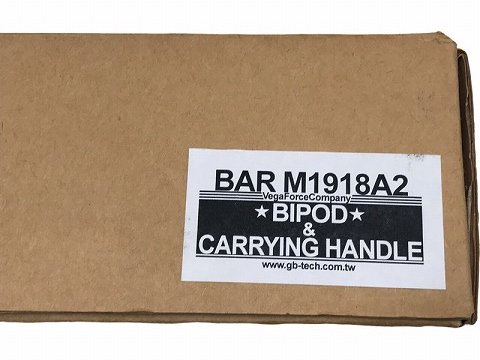 BAR M1918A2
VegaForceCompany
★BIPOD★
&
CARRYING HANDLE
www.gb-tech.com.tw